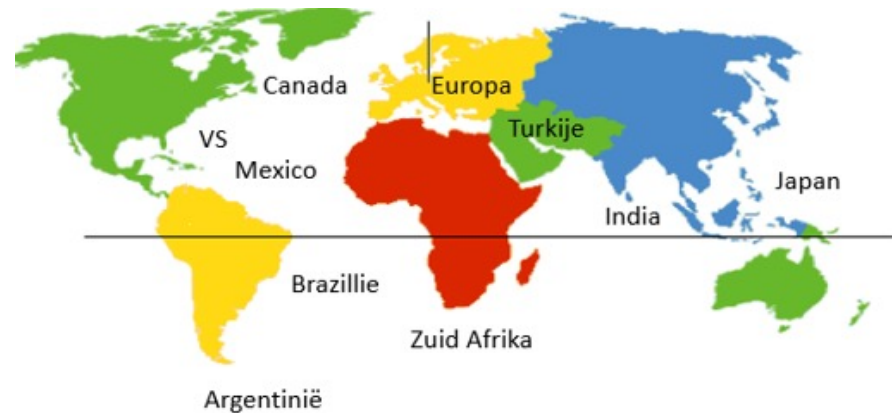 Canada
Europa
VS
Turkije
Mexico
Japan
India
Brazillie
Zuid Afrika
Argentinië